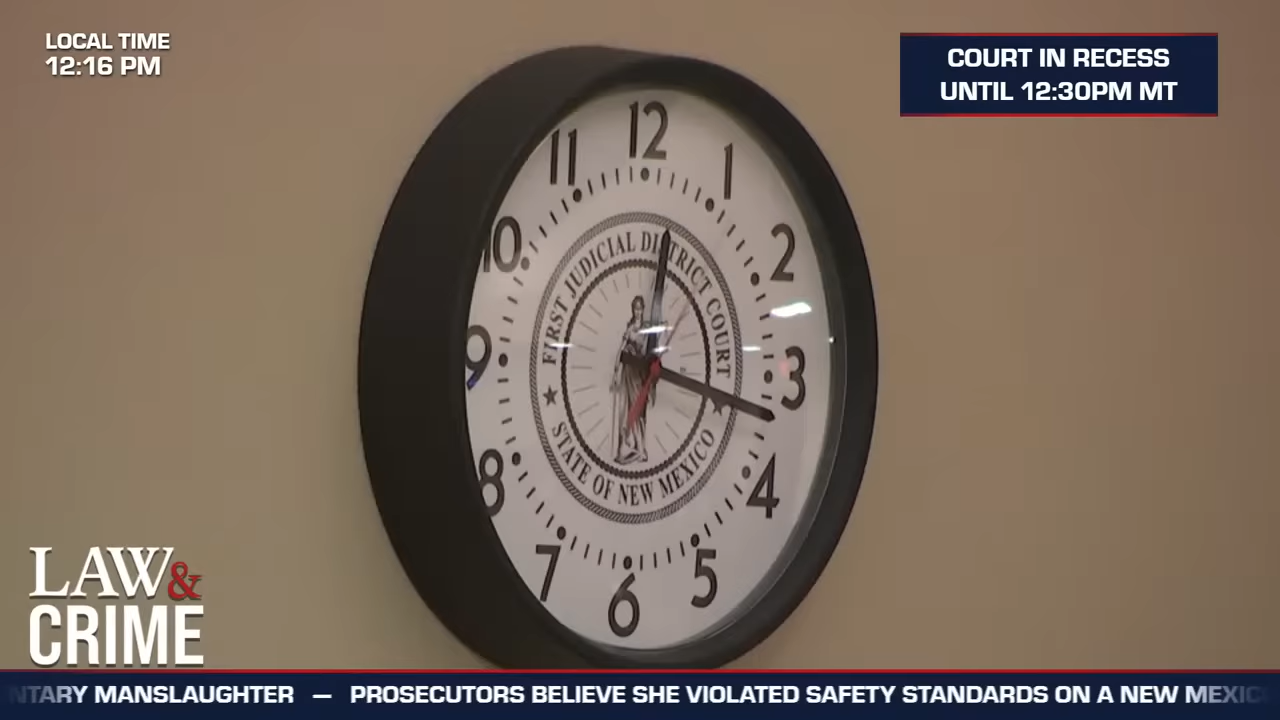 LOCAL TIME
12:16 PM
COURT IN RECESS
UNTIL 12:30PM MT
12
1
2
3
4
5
6
7
8
9
10
11
FIRST JUDICIAL DISTRICT COURT
STATE OF NEW MEXICO
LAW&
CRIME
MANSLAUGHTER — PROSECUTORS BELIEVE SHE VIOLATED SAFETY STANDARDS ON A NEW